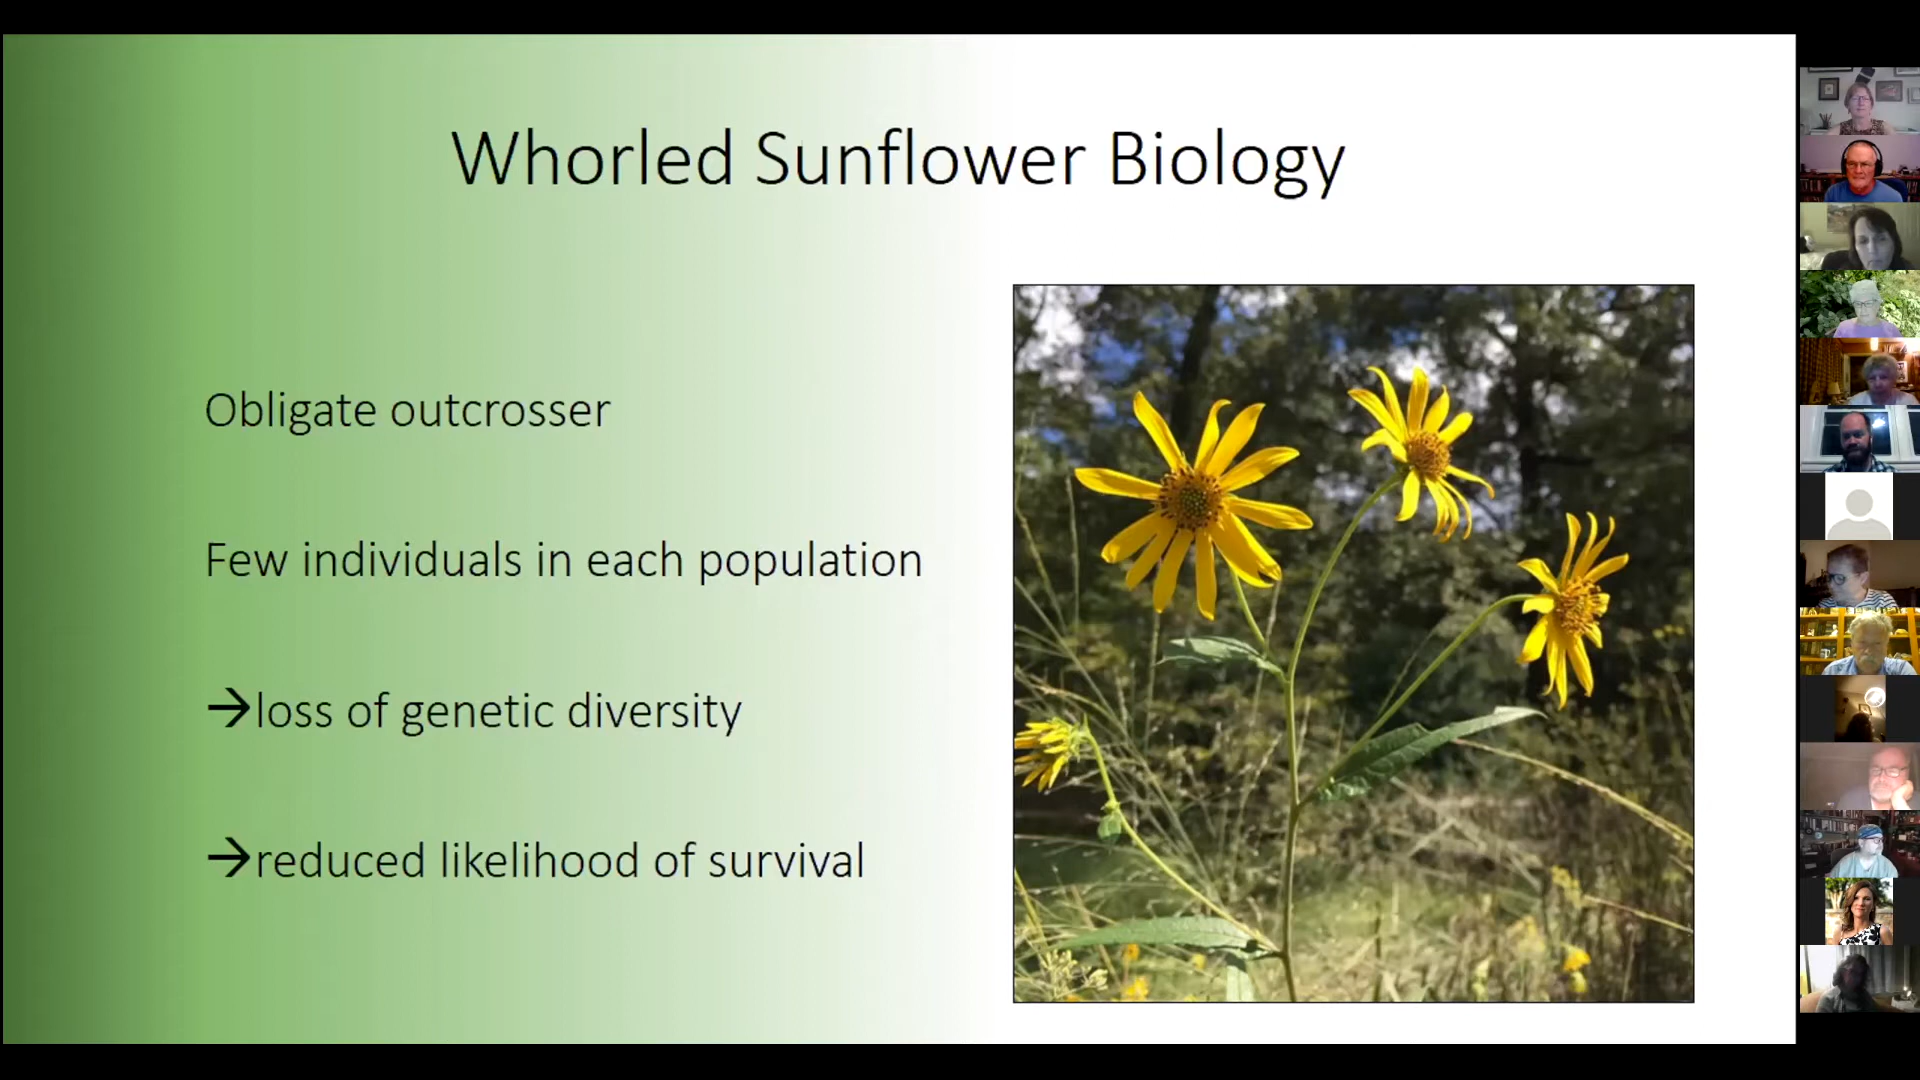 Whorled Sunflower Biology
Obligate outcrosser
Few individuals in each population
→loss of genetic diversity
→reduced likelihood of survival